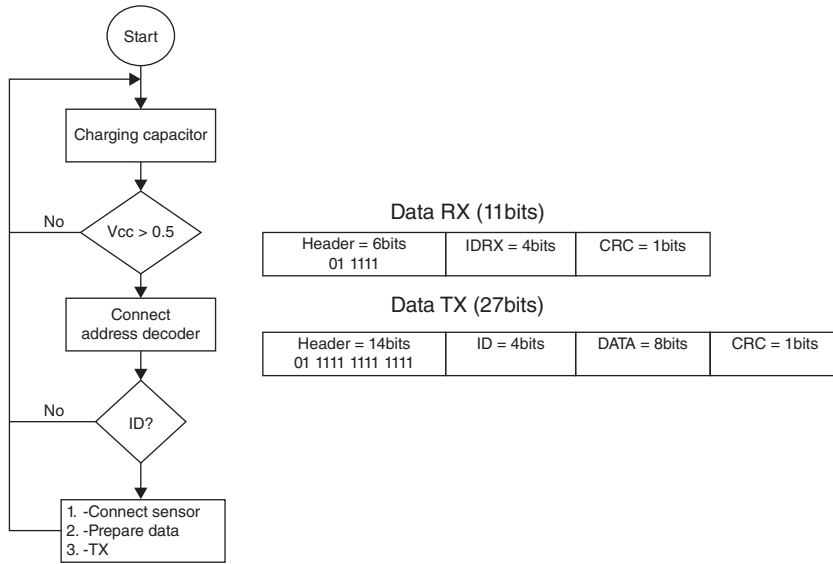 Start
Charging capacitor
No
Vcc > 0.5
Connect
address decoder
No
ID?
1. -Connect sensor
2. -Prepare data
3. -TX
Data RX (11bits)
Header = 6bits
01 1111
IDRX = 4bits
CRC = 1bits
Data TX (27bits)
Header = 14bits
01 1111 1111 1111
ID = 4bits
DATA = 8bits
CRC = 1bits